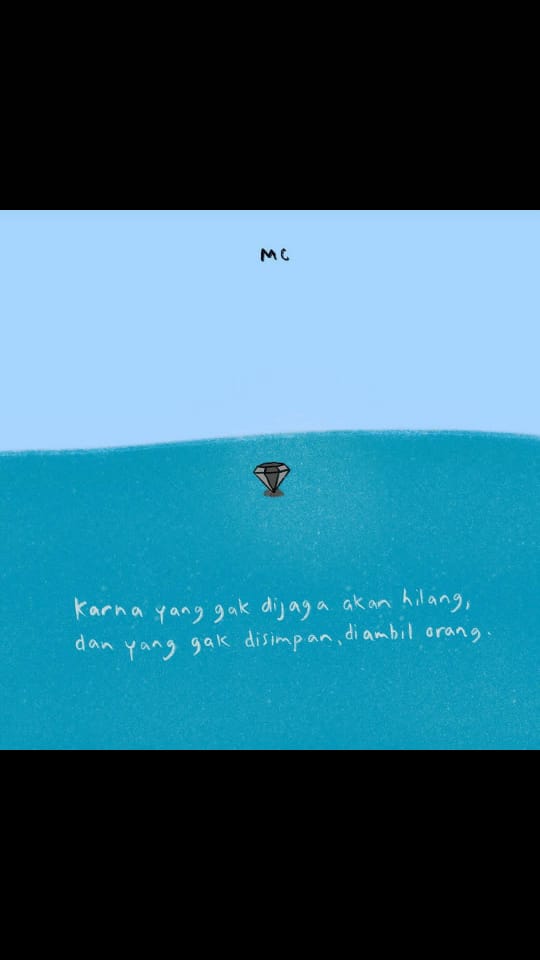 MC
Karna yang gak dijaga akan hilang,
dan yang gak disimpan, diambil orang.